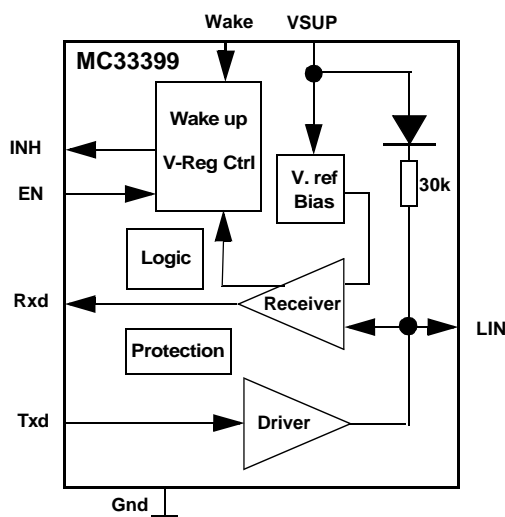 Wake VSUP
MC33399
Wake up
V-Reg Ctrl
INH
EN
V. ref
Bias
30k
Logic
Rxd
Receiver
LIN
Protection
Txd
Driver
Gnd